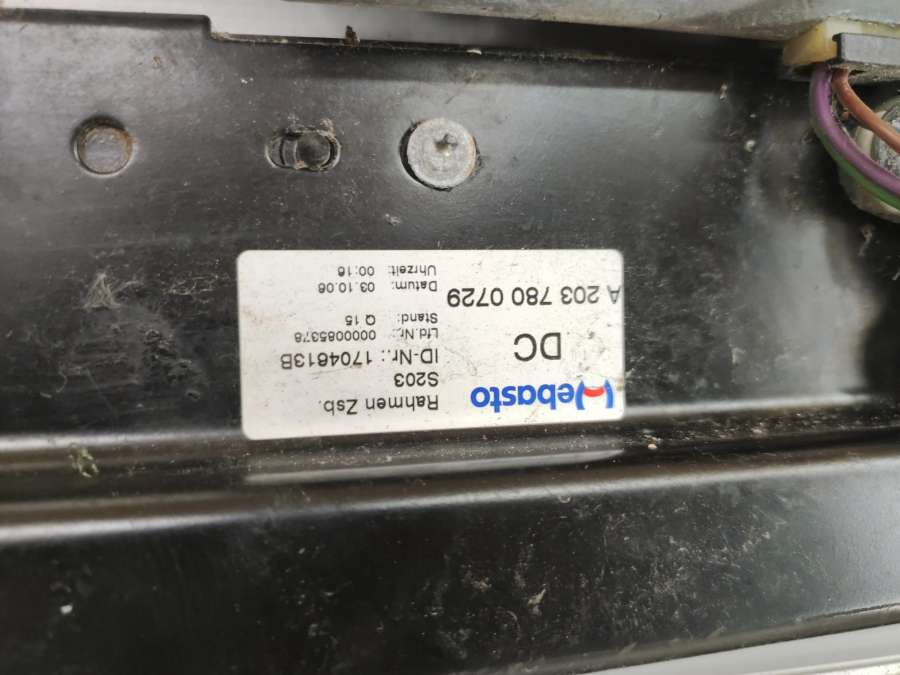 Webasto
DC
A 203 780 0729
Rahmen Zsb.
S203
ID-Nr.: 1704613B
Lfd.Nr.: 0000085378
Stand: Q 15
Datum: 03.10.06
Uhrzeit: 00:16